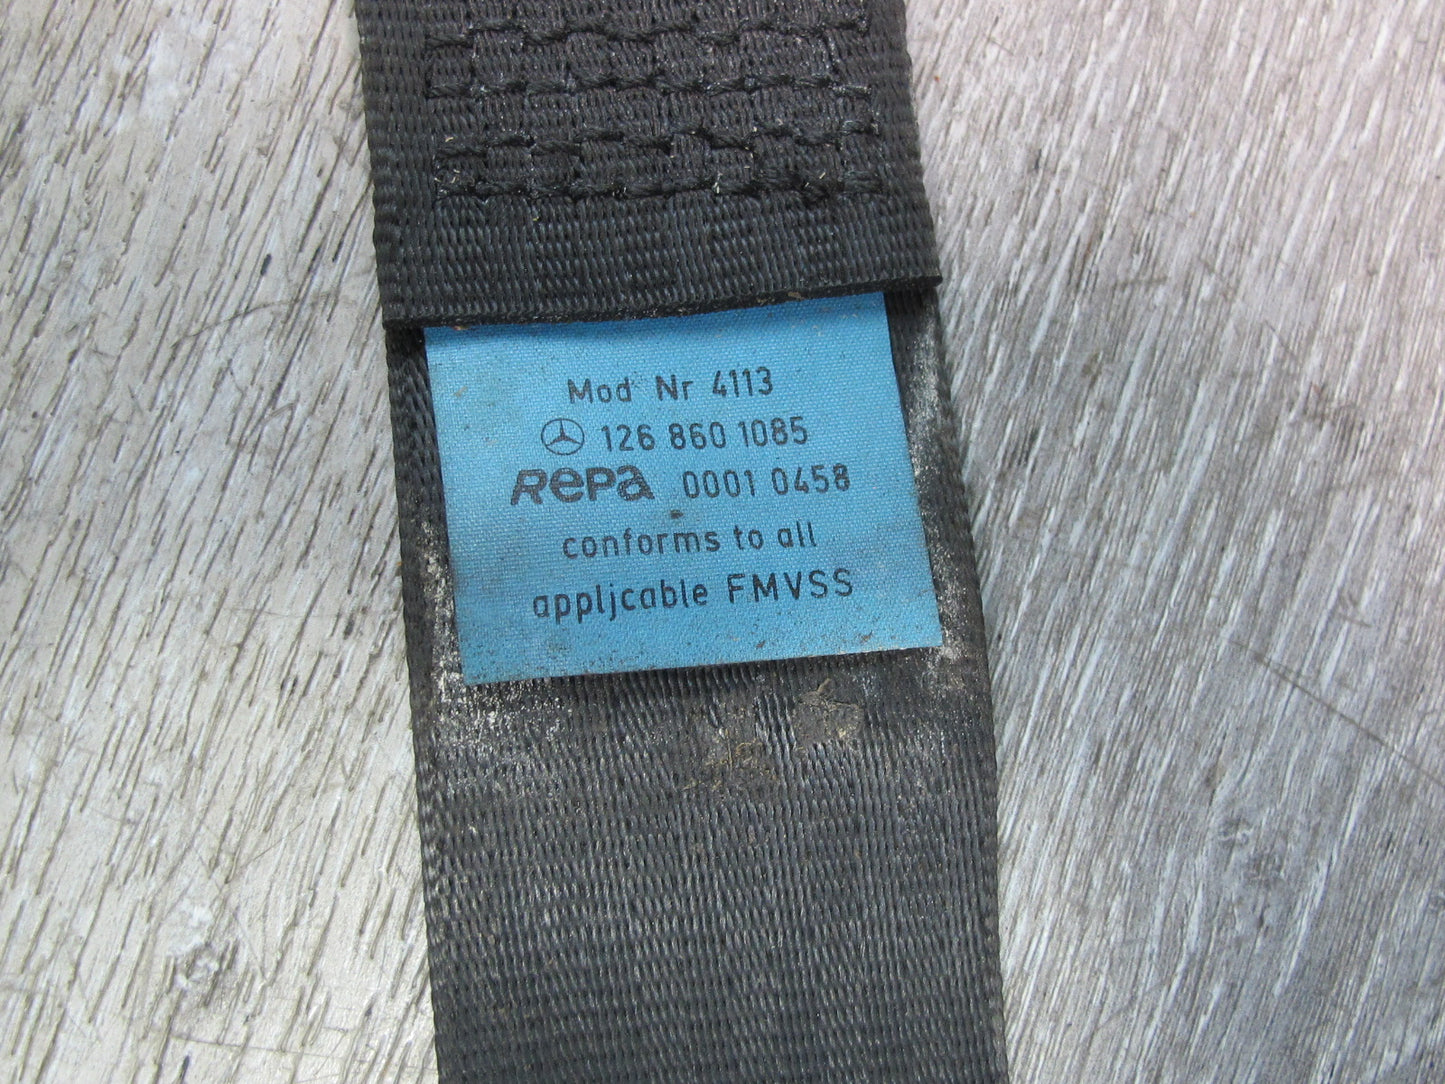 Mod Nr 4113
126 860 1085
REPA 0001 0458
conforms to all
appljcable FMVSS